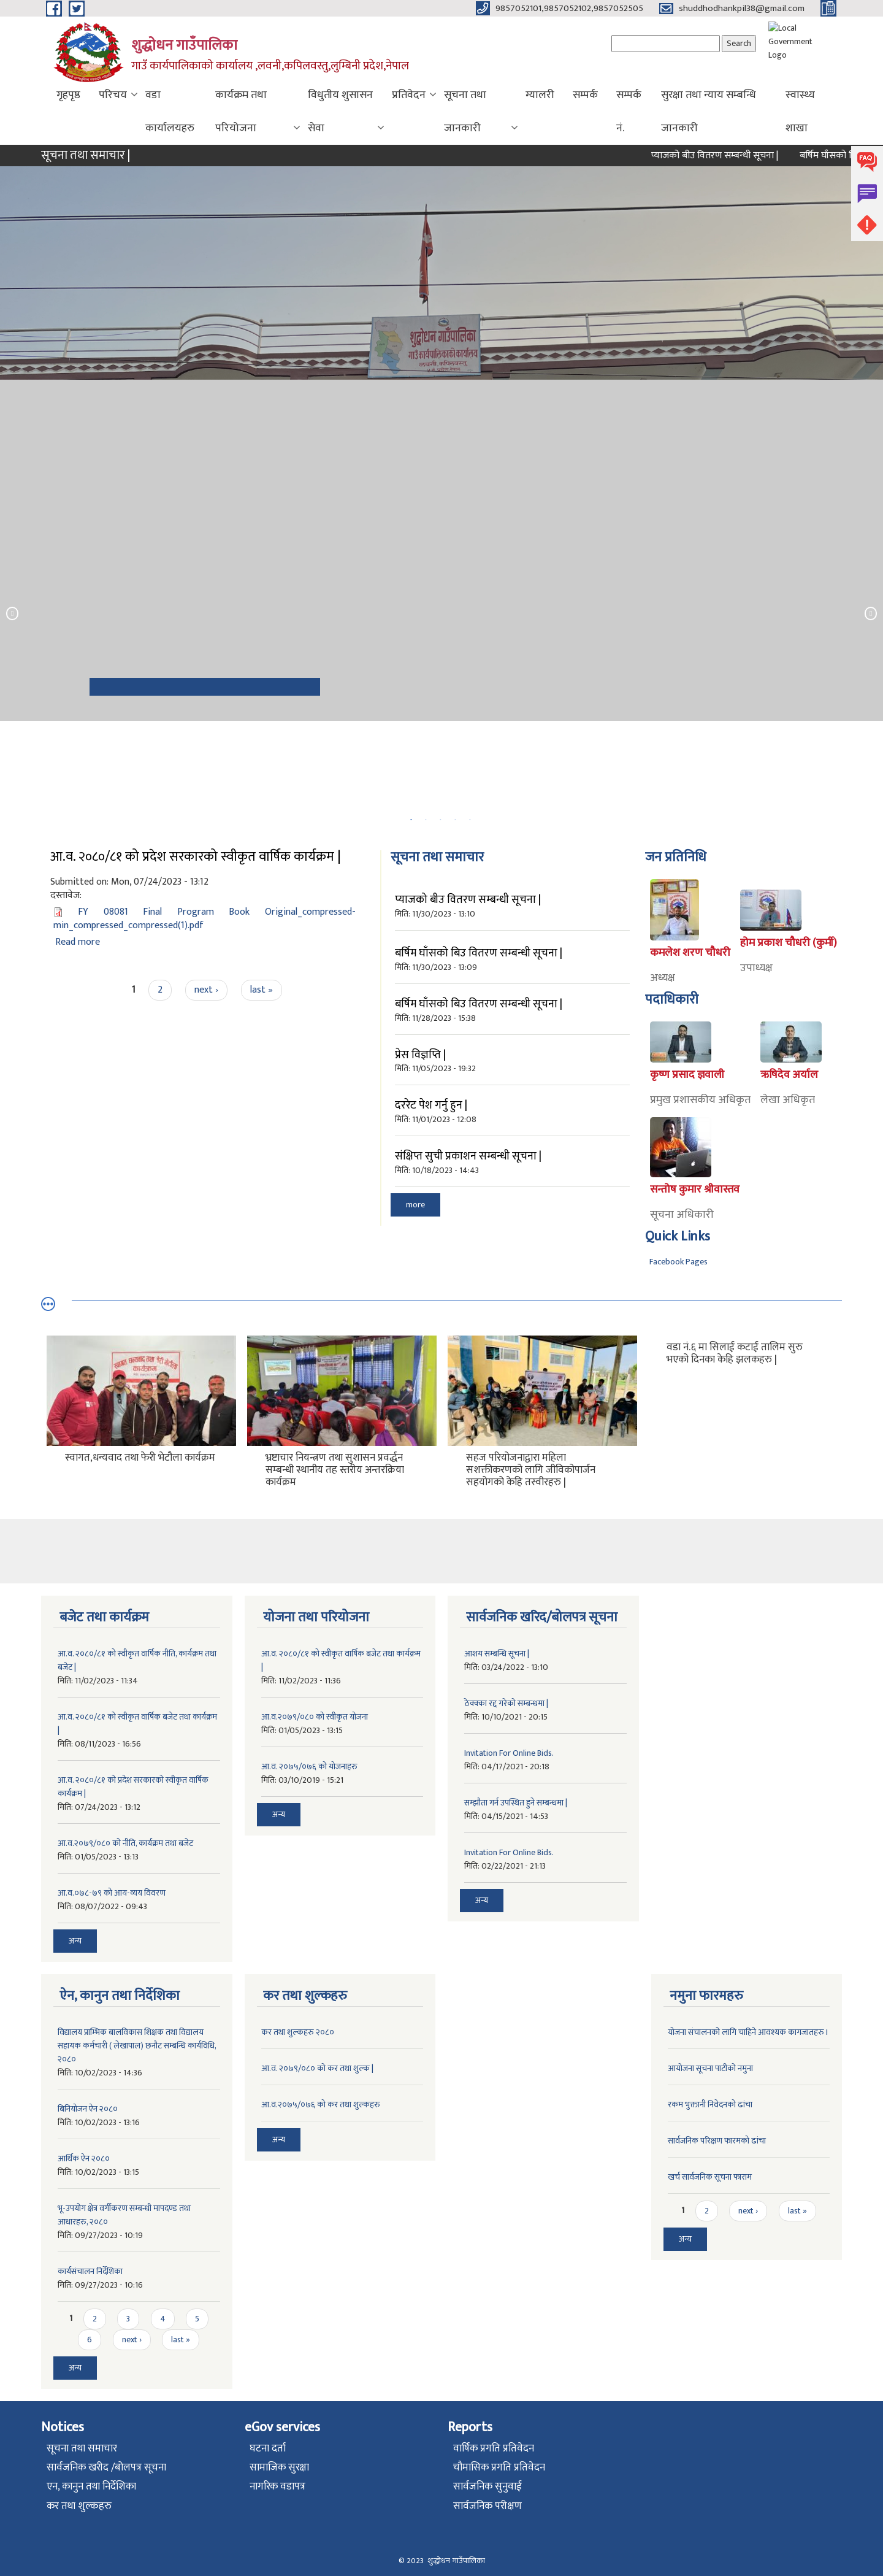 9857052101,9857052102,9857052505
shuddhodhankpil38@gmail.com
शुद्धोधन गाउँपालिका
गाउँ कार्यपालिकाको कार्यालय ,लवनी,कपिलवस्तु,लुम्बिनी प्रदेश,नेपाल
Search
Local Government Logo
गृहपृष्ठ
परिचय
वडा कार्यालयहरु
कार्यक्रम तथा परियोजना
विधुतीय शुसासन सेवा
प्रतिवेदन
सूचना तथा जानकारी
ग्यालरी
सम्पर्क
सम्पर्क नं.
सुरक्षा तथा न्याय सम्बन्धि जानकारी
स्वास्थ्य शाखा
सूचना तथा समाचार |
प्याजको बीउ वितरण सम्बन्धी सूचना |
बर्षिम घाँसको
FAQ
शुद्धोधन गाउँपालिका
आ.व. २०८०/८१ को प्रदेश सरकारको स्वीकृत वार्षिक कार्यक्रम |
Submitted on: Mon, 07/24/2023 - 13:12
दस्तावेज:
FY 08081 Final Program Book Original_compressed-
min_compressed_compressed(1).pdf
Read more
1 2 next › last »
सूचना तथा समाचार
प्याजको बीउ वितरण सम्बन्धी सूचना |
मिति: 11/30/2023 - 13:10
बर्षिम घाँसको बिउ वितरण सम्बन्धी सूचना |
मिति: 11/30/2023 - 13:09
बर्षिम घाँसको बिउ वितरण सम्बन्धी सूचना |
मिति: 11/28/2023 - 15:38
प्रेस विज्ञप्ति |
मिति: 11/05/2023 - 19:32
दररेट पेश गर्नु हुन |
मिति: 11/01/2023 - 12:08
संक्षिप्त सुची प्रकाशन सम्बन्धी सूचना |
मिति: 10/18/2023 - 14:43
more
जन प्रतिनिधि
कमलेश शरण चौधरी
अध्यक्ष
होम प्रकाश चौधरी (कुर्मी)
उपाध्यक्ष
पदाधिकारी
कृष्ण प्रसाद ज्ञवाली
प्रमुख प्रशासकीय अधिकृत
ऋषिदेव अर्याल
लेखा अधिकृत
सन्तोष कुमार श्रीवास्तव
सूचना अधिकारी
Quick Links
Facebook Pages
स्वागत,धन्यवाद तथा फेरी भेटौला कार्यक्रम
भ्रष्टाचार नियन्त्रण तथा सुशासन प्रवर्द्धन
सम्बन्धी स्थानीय तह स्तरीय अन्तरक्रिया
कार्यक्रम
सहज परियोजनाद्वारा महिला
सशक्तीकरणको लागि जीविकोपार्जन
सहयोगको केहि तस्वीरहरु |
वडा नं.६ मा सिलाई कटाई तालिम सुरु
भएको दिनका केहि झलकहरु |
बजेट तथा कार्यक्रम
आ.व. २०८०/८१ को स्वीकृत वार्षिक नीति, कार्यक्रम तथा
बजेट |
मिति: 11/02/2023 - 11:34
आ.व. २०८०/८१ को स्वीकृत वार्षिक बजेट तथा कार्यक्रम
|
मिति: 08/11/2023 - 16:56
आ.व. २०८०/८१ को प्रदेश सरकारको स्वीकृत वार्षिक
कार्यक्रम |
मिति: 07/24/2023 - 13:12
आ.व.२०७९/०८० को नीति, कार्यक्रम तथा बजेट
मिति: 01/05/2023 - 13:13
आ.व.०७८-७९ को आय-व्यय विवरण
मिति: 08/07/2022 - 09:43
अन्य
योजना तथा परियोजना
आ.व. २०८०/८१ को स्वीकृत वार्षिक बजेट तथा कार्यक्रम
|
मिति: 11/02/2023 - 11:36
आ.व.२०७९/०८० को स्वीकृत योजना
मिति: 01/05/2023 - 13:15
आ.व. २०७५/०७६ को योजनाहरु
मिति: 03/10/2019 - 15:21
अन्य
सार्वजनिक खरिद/बोलपत्र सूचना
आशय सम्बन्धि सूचना |
मिति: 03/24/2022 - 13:10
ठेक्क्का रद्द गरेको सम्बन्धमा |
मिति: 10/10/2021 - 20:15
Invitation For Online Bids.
मिति: 04/17/2021 - 20:18
सम्झौता गर्न उपस्थित हुने सम्बन्धमा |
मिति: 04/15/2021 - 14:53
Invitation For Online Bids.
मिति: 02/22/2021 - 21:13
अन्य
ऐन, कानुन तथा निर्देशिका
विद्यालय प्राम्भिक बालविकास शिक्षक तथा विद्यालय
सहायक कर्मचारी ( लेखापाल) छनौट सम्बन्धि कार्यविधि,
२०८०
मिति: 10/02/2023 - 14:36
बिनियोजन ऐन २०८०
मिति: 10/02/2023 - 13:16
आर्थिक ऐन २०८०
मिति: 10/02/2023 - 13:15
भू-उपयोग क्षेत्र वर्गीकरण सम्बन्धी मापदण्ड तथा
आधारहरु, २०८०
मिति: 09/27/2023 - 10:19
कार्यसंचालन निर्देशिका
मिति: 09/27/2023 - 10:16
1 2 3 4 5
6 next › last »
अन्य
कर तथा शुल्कहरु
कर तथा शुल्कहरु २०८०
आ.व. २०७९/०८० को कर तथा शुल्क |
आ.व.२०७५/०७६ को कर तथा शुल्कहरु
अन्य
नमुना फारमहरु
योजना संचालनको लागि चाहिने आवश्यक कागजातहरु ।
आयोजना सूचना पाटीको नमुना
रकम भुक्तानी निवेदनको ढांचा
सार्वजनिक परिक्षण फारमको ढांचा
खर्च सार्वजनिक सूचना फाराम
1 2 next › last »
अन्य
Notices
सूचना तथा समाचार
सार्वजनिक खरीद /बोलपत्र सूचना
एन, कानुन तथा निर्देशिका
कर तथा शुल्कहरु
eGov services
घटना दर्ता
सामाजिक सुरक्षा
नागरिक वडापत्र
Reports
वार्षिक प्रगति प्रतिवेदन
चौमासिक प्रगति प्रतिवेदन
सार्वजनिक सुनुवाई
सार्वजनिक परीक्षण
© 2023 शुद्धोधन गाउँपालिका